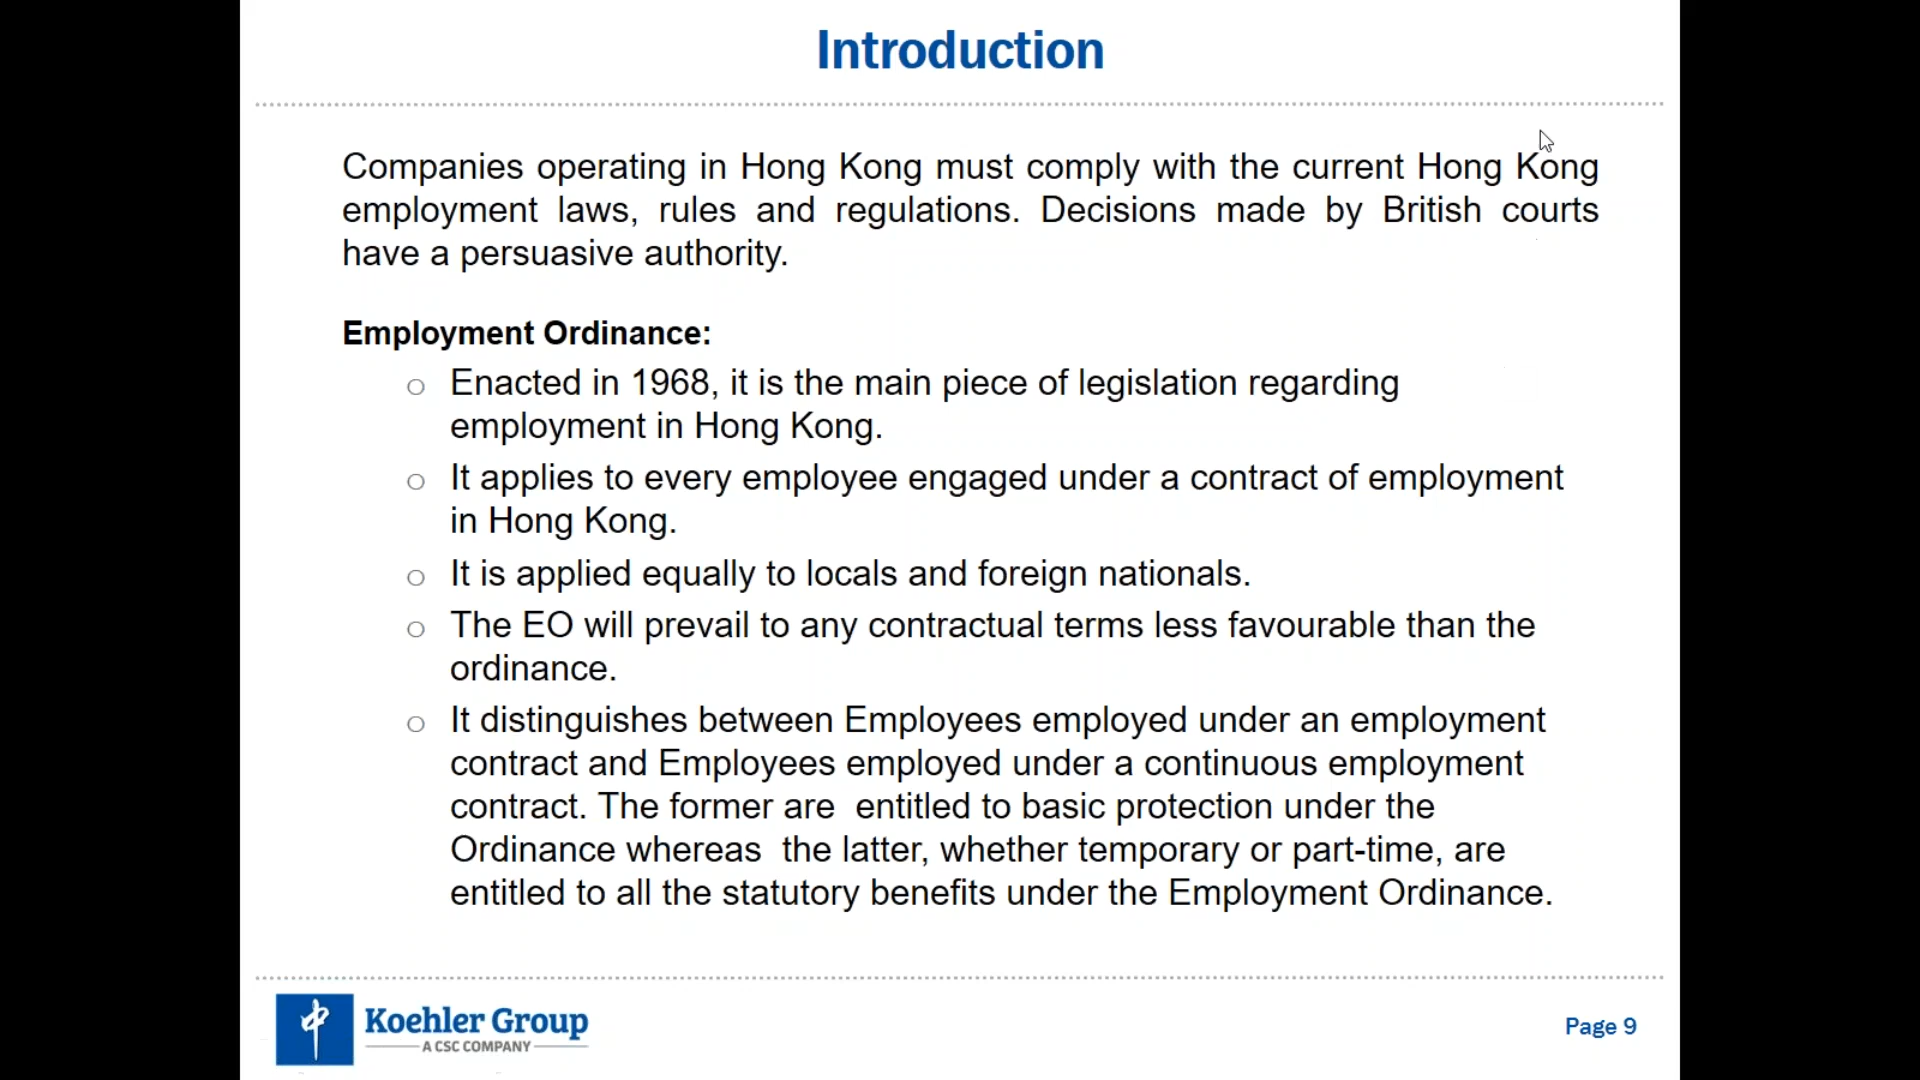 Introduction
Companies operating in Hong Kong must comply with the current Hong Kong
employment laws, rules and regulations. Decisions made by British courts
have a persuasive authority.
Employment Ordinance:
Enacted in 1968, it is the main piece of legislation regarding
employment in Hong Kong.
It applies to every employee engaged under a contract of employment
in Hong Kong.
It is applied equally to locals and foreign nationals.
The EO will prevail to any contractual terms less favourable than the
ordinance.
It distinguishes between Employees employed under an employment
contract and Employees employed under a continuous employment
contract. The former are  entitled to basic protection under the
Ordinance whereas  the latter, whether temporary or part-time, are
entitled to all the statutory benefits under the Employment Ordinance.
Koehler Group
A CSC COMPANY
Page 9